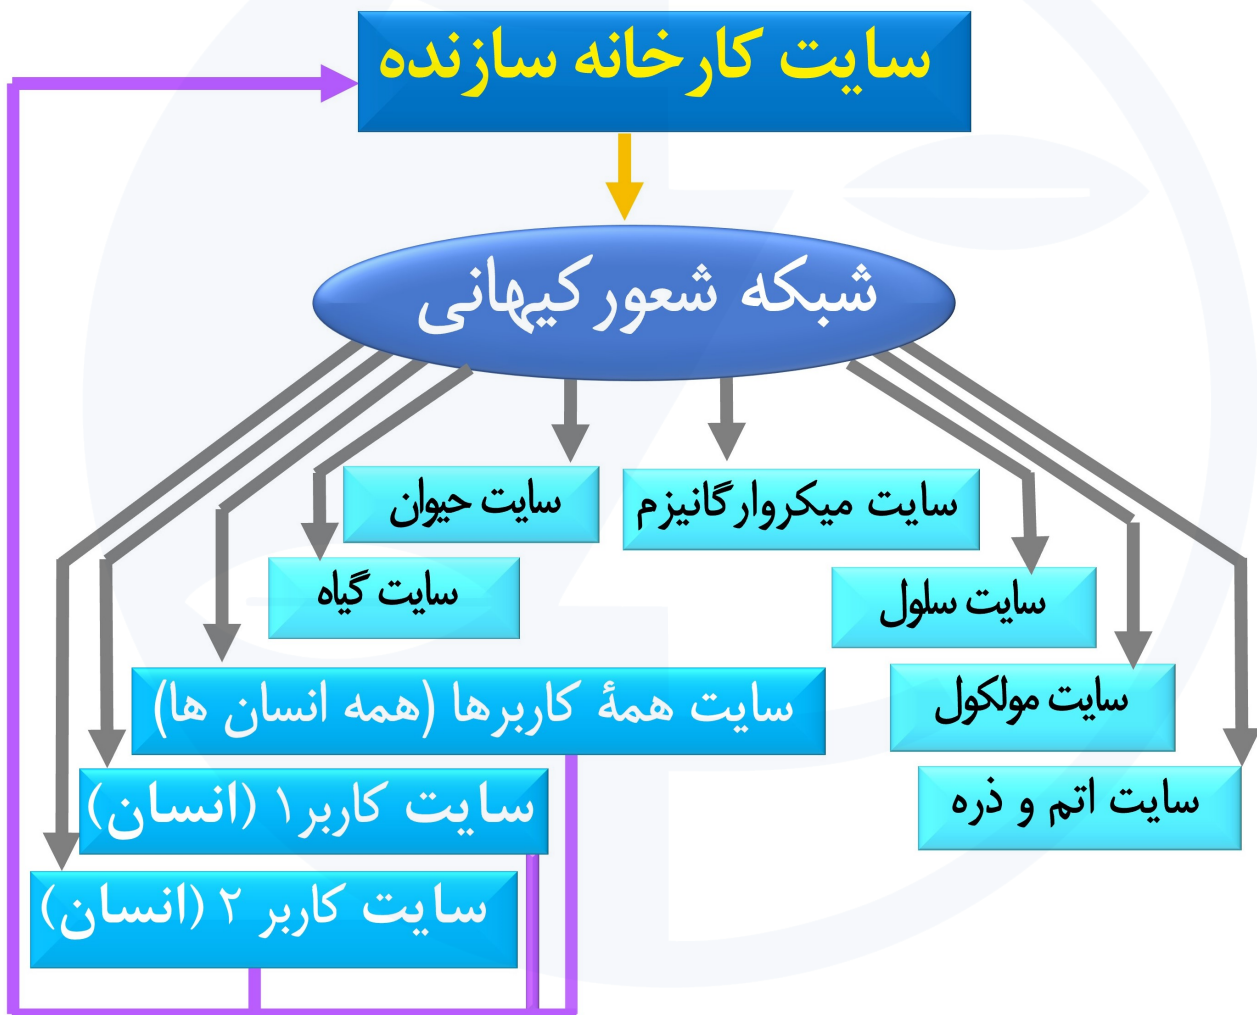 سایت کارخانه سازنده
شبکه شعور کیهانی
سایت میکروارگانیزم
سایت حیوان
سایت سلول
سایت گیاه
سایت مولکول
سایت همۀ کاربرها (همه انسان ها)
سایت اتم و ذره
سایت کاربر۱ (انسان)
سایت کاربر ۲ (انسان)